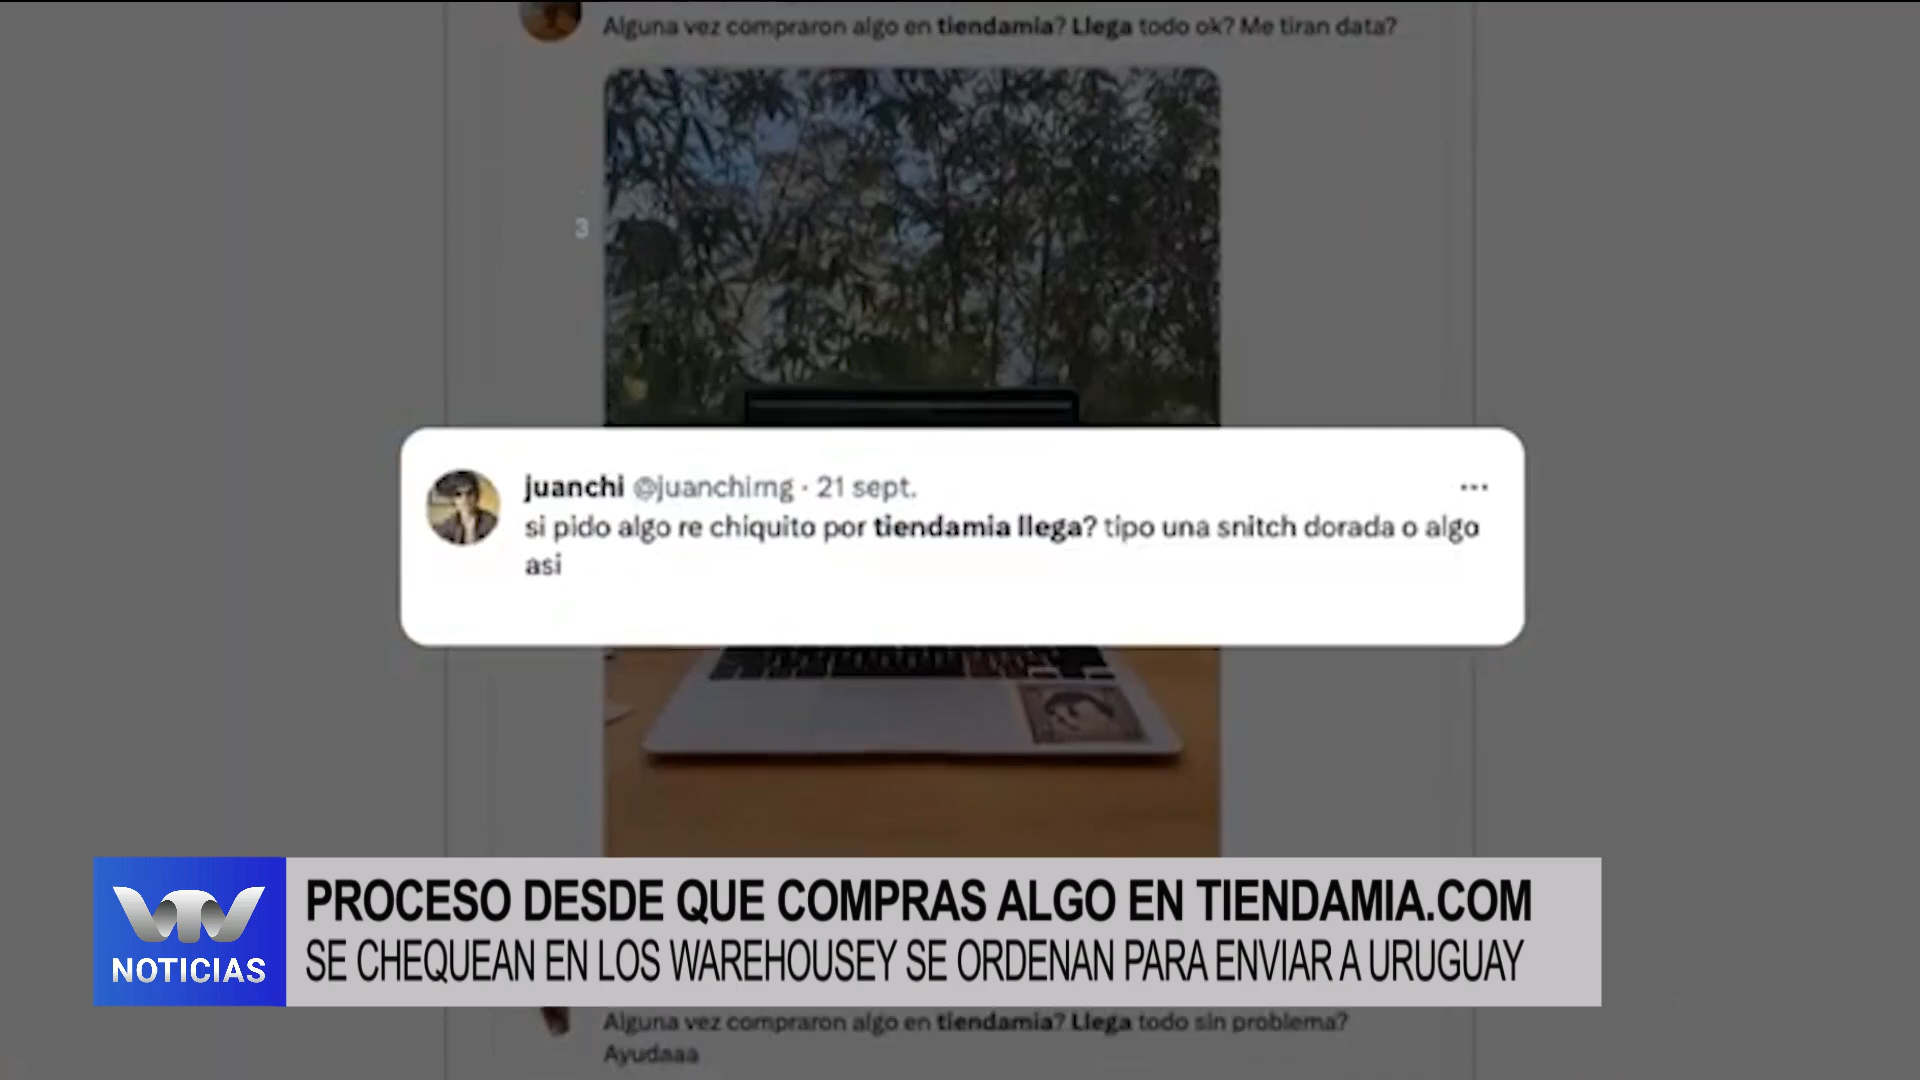 Alguna vez compraron algo en tiendamia? Llega todo ok? Me tiran data?
3
juanchi @juanchirng · 21 sept.
si pido algo re chiquito por tiendamia llega? tipo una snitch dorada o algo
asi
VTV
NOTICIAS
PROCESO DESDE QUE COMPRAS ALGO EN TIENDAMIA.COM
SE CHEQUEAN EN LOS WAREHOUSEY SE ORDENAN PARA ENVIAR A URUGUAY
Alguna vez compraron algo en tiendamia? Llega todo sin problema?
Ayudaaa